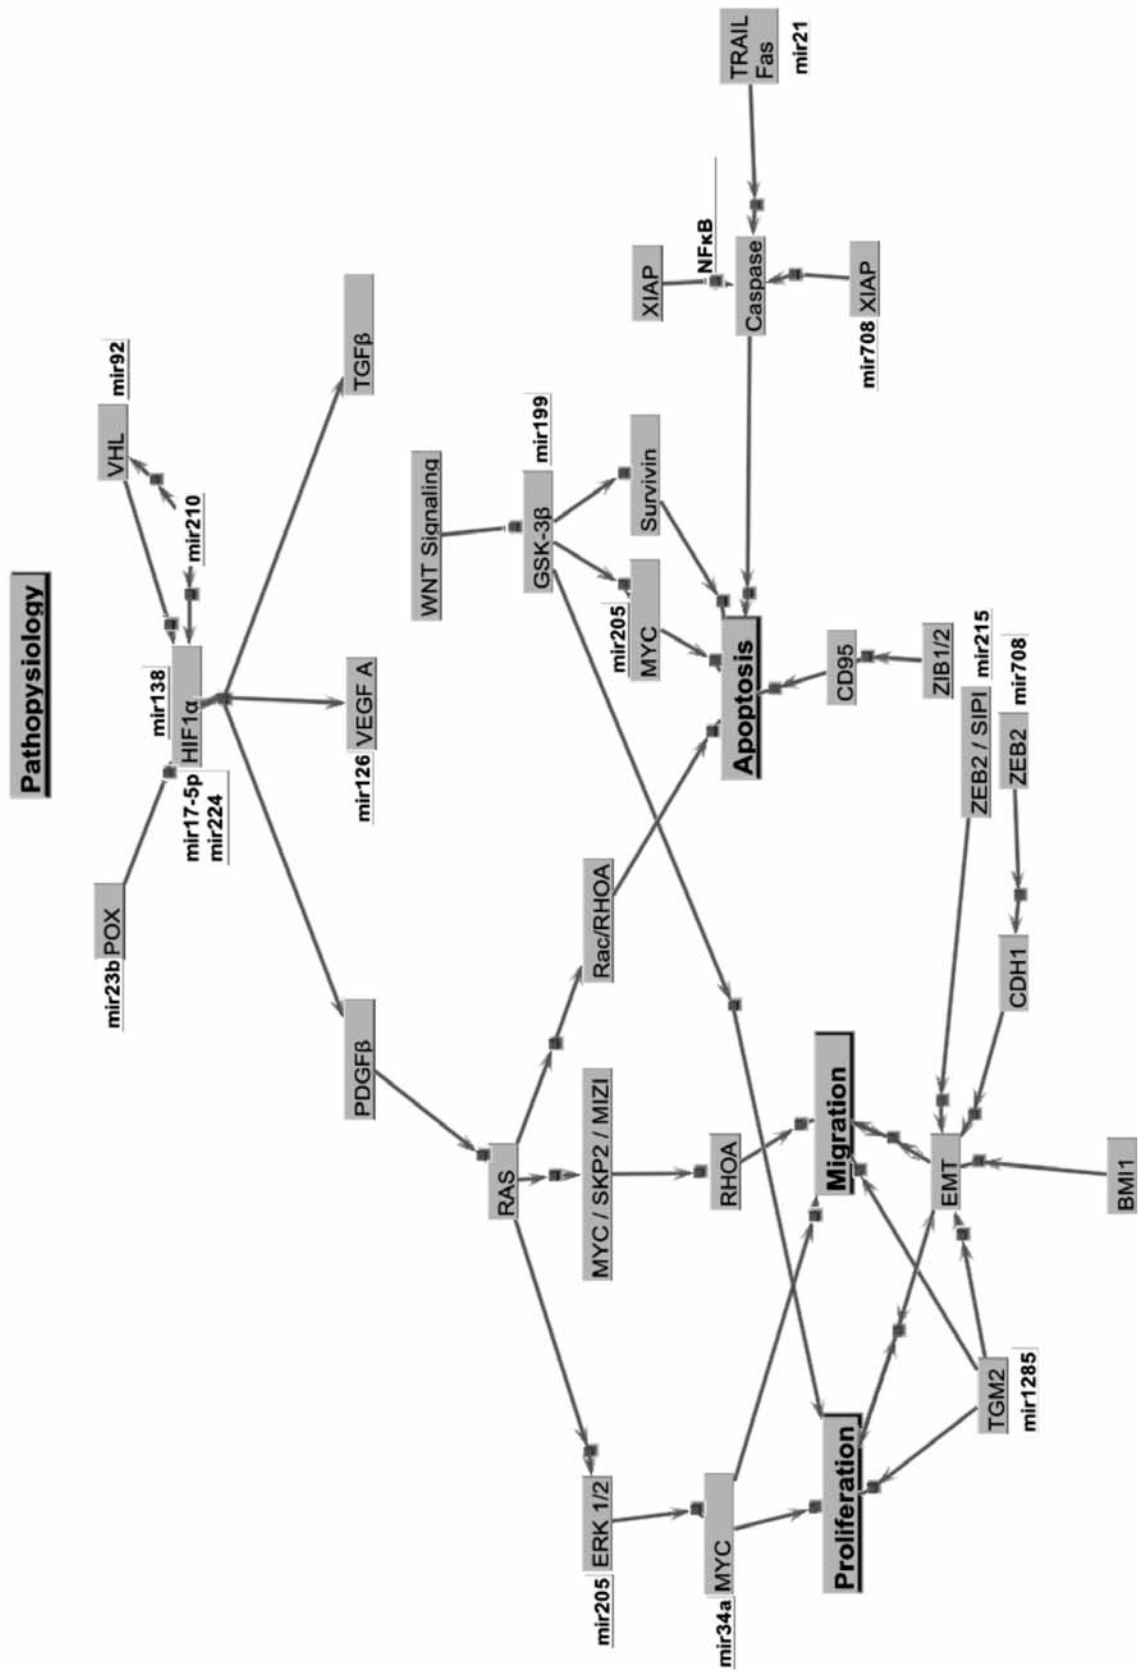 Pathopysiology
mir23b
POX
VHL
mir92
mir138
mir210
mir17-5p
mir224
HIF1α
PDGFβ
mir126
VEGF A
TGFβ
WNT Signaling
RAS
GSK-3β
mir199
mir205
ERK 1/2
MYC / SKP2 / MIZI
Rac/RHOA
mir205
MYC
Survivin
XIAP
NFκB
mir34a
MYC
RHOA
Apoptosis
Caspase
TRAIL
Fas
mir21
Proliferation
Migration
CD95
mir708
XIAP
EMT
ZIB1/2
TGM2
mir1285
CDH1
ZEB2 / SIPI
mir215
ZEB2
mir708
BMI1